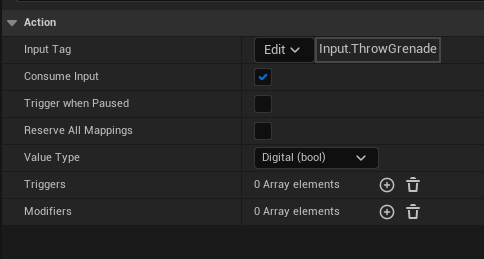 Action
Input Tag Edit Input.ThrowGrenade
Consume Input
Trigger when Paused
Reserve All Mappings
Value Type Digital (bool)
Triggers 0 Array elements
Modifiers 0 Array elements